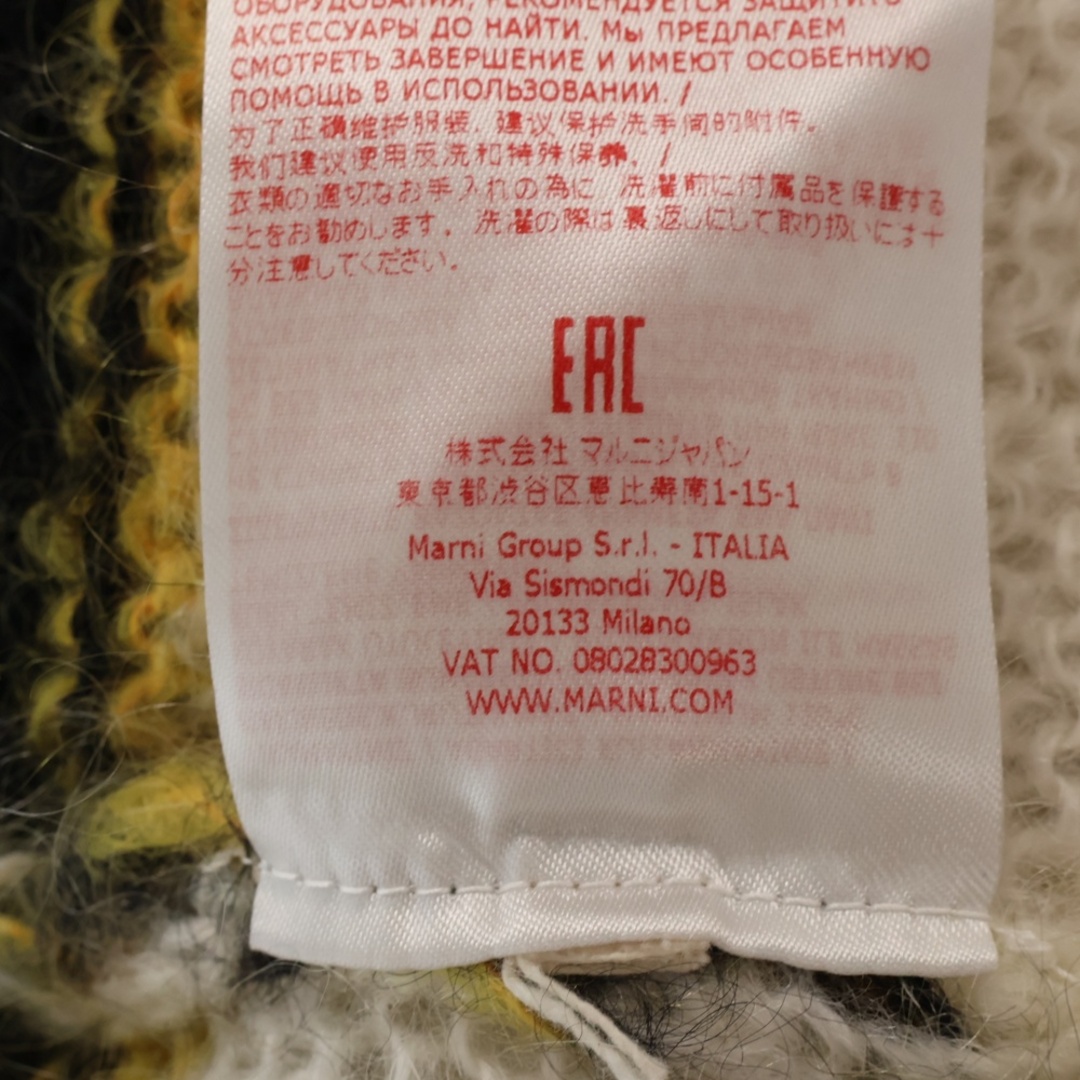 ОБОРУДОВАНИЯ, РЕКОМЕНДУЕТСЯ ЗАЩИТИТЬ
АКСЕССУАРЫ ДО НАЙТИ. Мы ПРЕДЛАГАЕМ
СМОТРЕТЬ ЗАВЕРШЕНИЕ И ИМЕЮТ ОСОБЕННУЮ
ПОМОЩЬ В ИСПОЛЬЗОВАНИИ. /
为了正确维护服装，建议保护洗手间的附件。
我们建议使用反洗和特殊保养。/
衣類の適切なお手入れの為に、洗濯前に付属品を保護する
ことをお勧めします。洗濯の際は裏返しにして取り扱いには十
分注意してください。
EAC
株式会社 マルニジャパン
東京都渋谷区恵比寿南1-15-1
Marni Group S.r.l. - ITALIA
Via Sismondi 70/B
20133 Milano
VAT NO. 08028300963
WWW.MARNI.COM